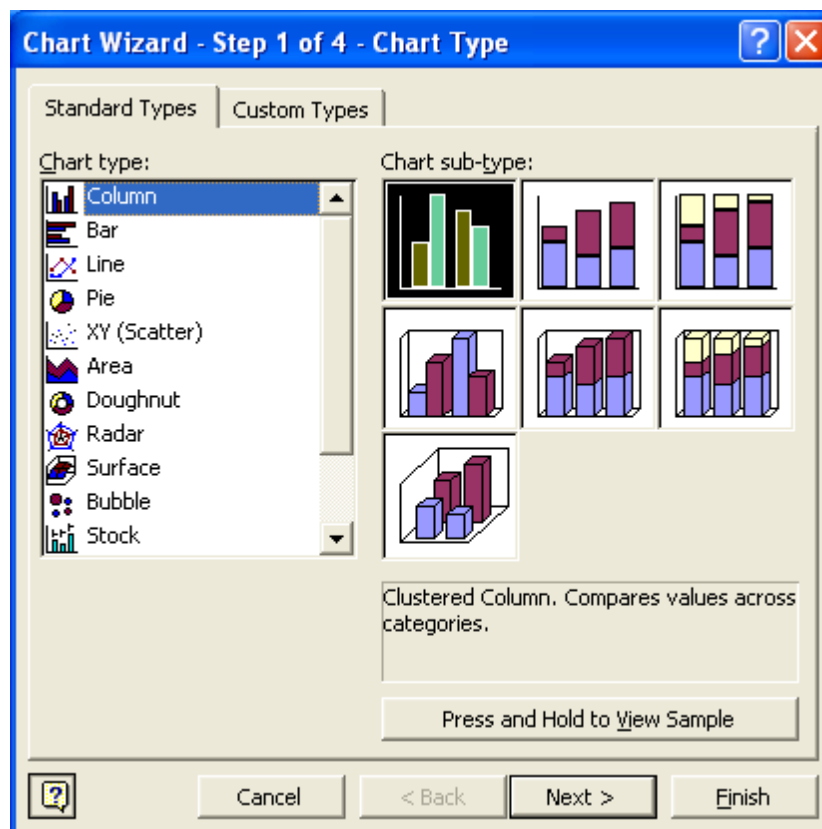 Chart Wizard - Step 1 of 4 - Chart Type
Standard Types
Custom Types
Chart type:
Column
Bar
Line
Pie
XY (Scatter)
Area
Doughnut
Radar
Surface
Bubble
Stock
Chart sub-type:
Clustered Column. Compares values across
categories.
Press and Hold to View Sample
Cancel
< Back
Next >
Finish